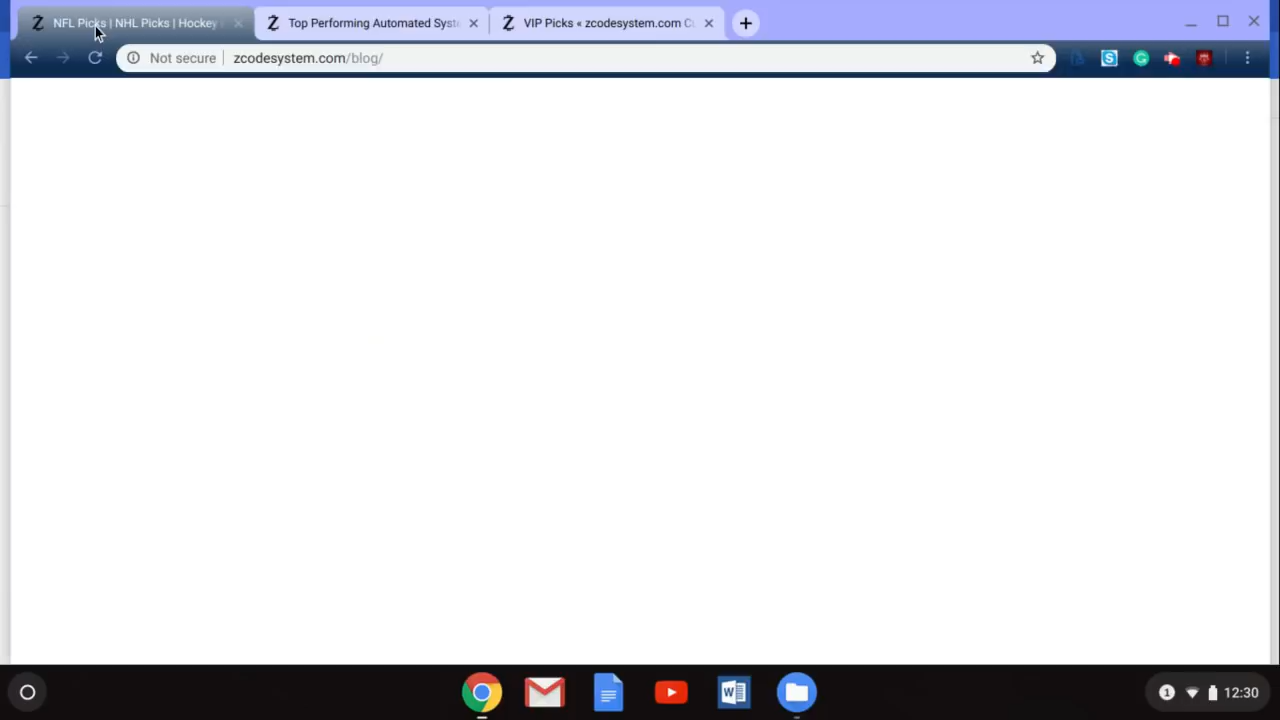 NFL Picks | NHL Picks | Hockey
Top Performing Automated Syst
VIP Picks « zcodesystem.com
Not secure
zcodesystem.com/blog/
1
12:30